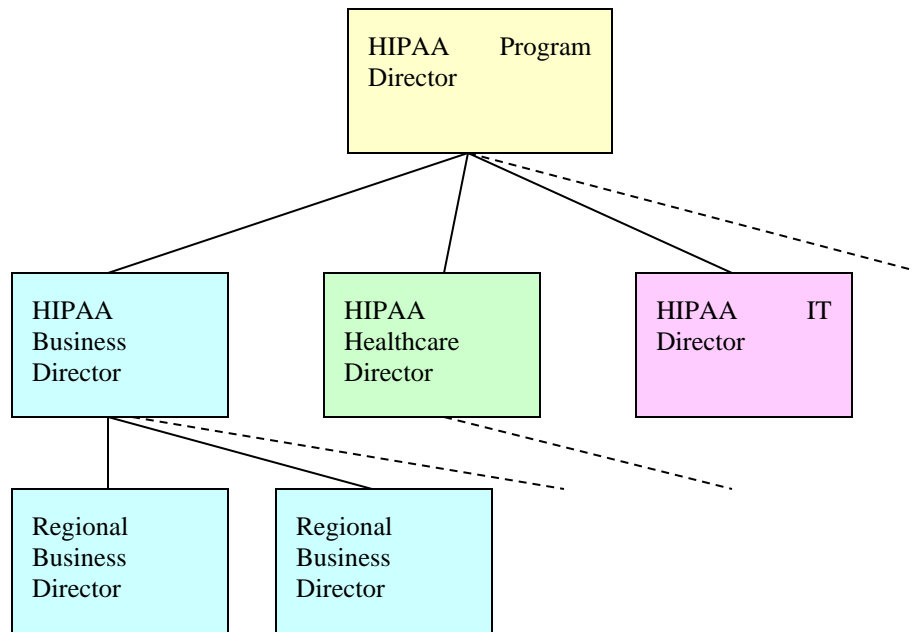 HIPAA Program
Director
HIPAA
Business
Director
HIPAA
Healthcare
Director
HIPAA IT
Director
Regional
Business
Director
Regional
Business
Director